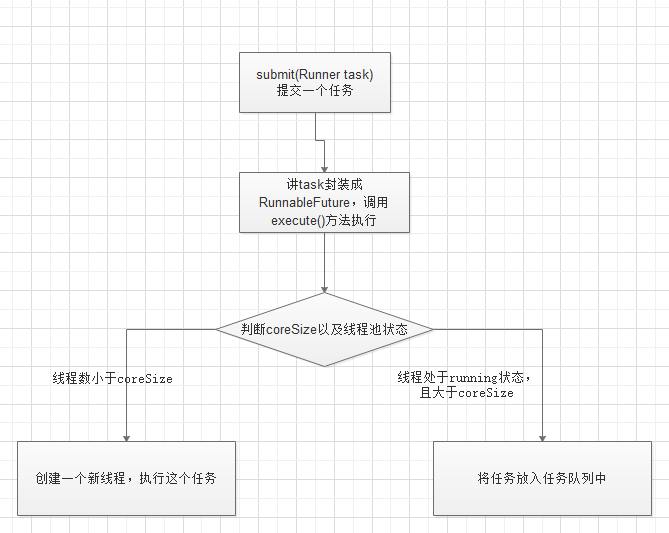 submit(Runner task)
提交一个任务
讲task封装成
RunnableFuture，调用
execute()方法执行
判断coreSize以及线程池状态
线程数小于coreSize
线程处于running状态，
且大于coreSize
创建一个新线程，执行这个任务
将任务放入任务队列中